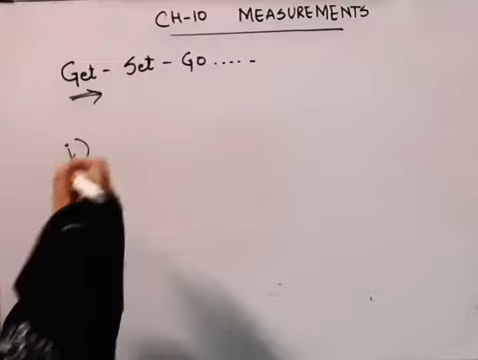 CH-10 MEASUREMENTS
Get - Set - Go .....
i)